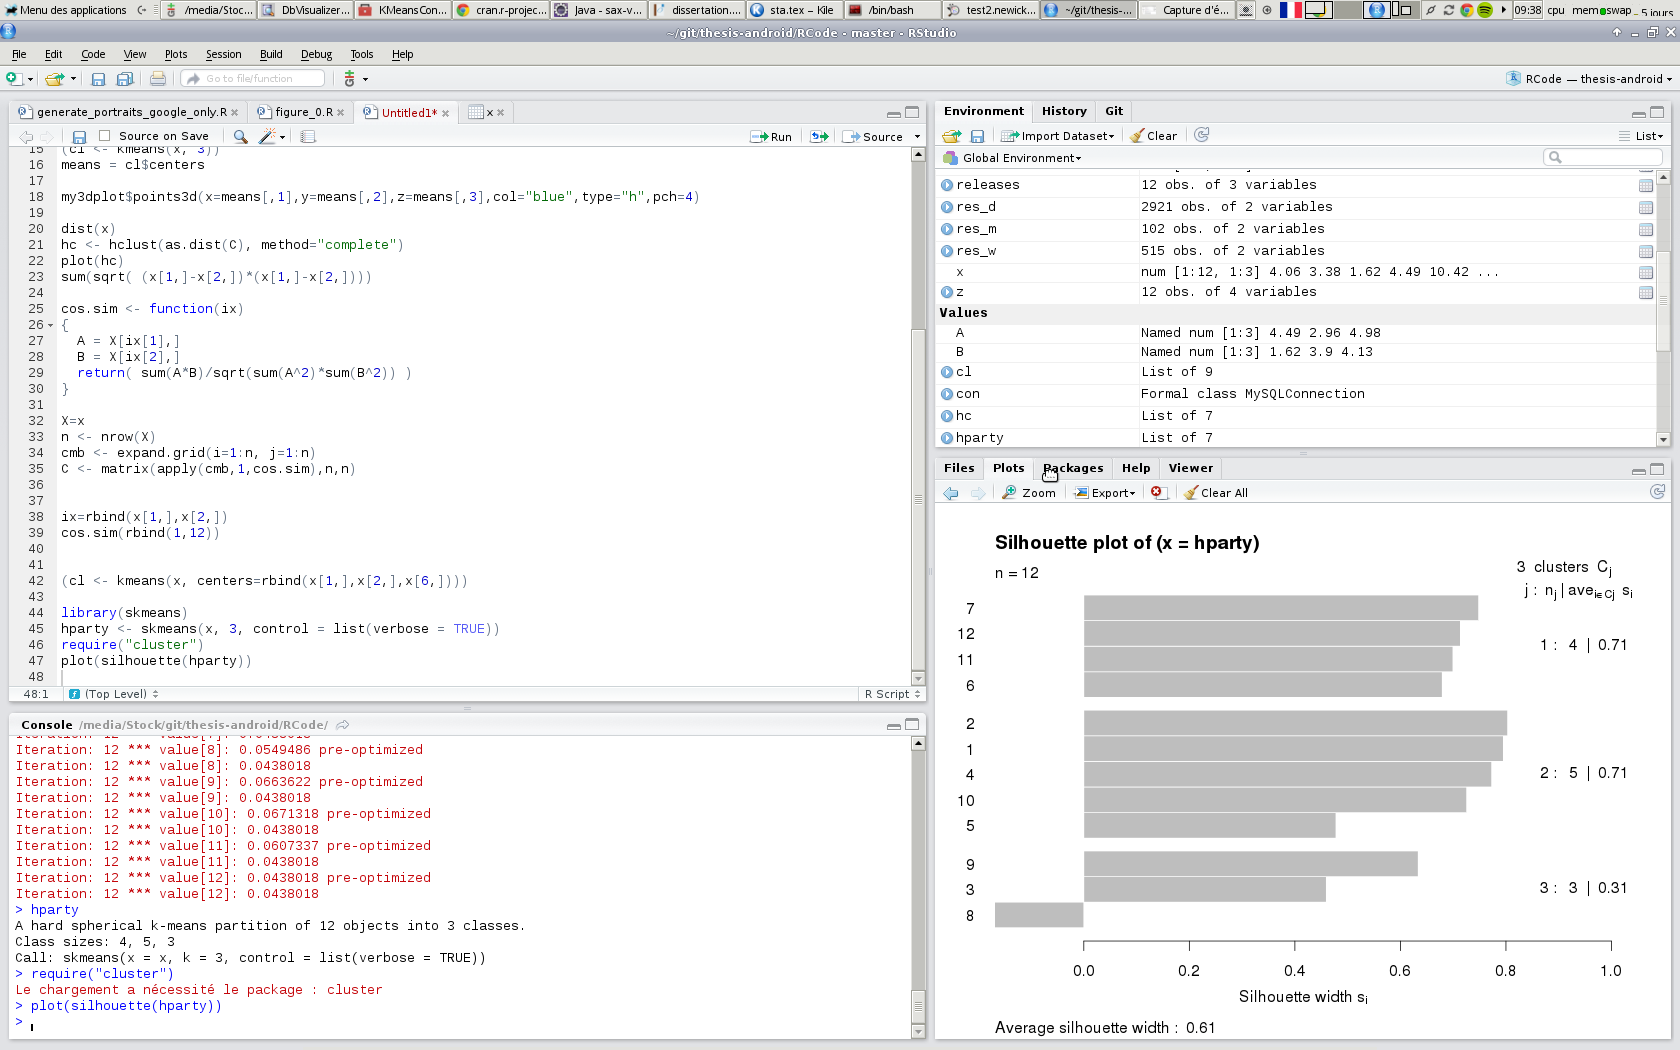 Menu des applications
/media/Stoc...
DbVisualizer...
KMeansCon...
cran.r-projec...
Java - sax-v...
dissertation....
sta.tex – Kile
/bin/bash
test2.newick...
~/git/thesis-...
Capture d'é...
09:38 cpu mem swap 5 jours
~/git/thesis-android/RCode - master - RStudio
File Edit Code View Plots Session Build Debug Tools Help
Go to file/function
RCode — thesis-android
generate_portraits_google_only.R
figure_0.R
Untitled1*
x
Source on Save
Run
Source
15 (cl <- kmeans(x, 3))
16 means = cl$centers
17
18 my3dplot$points3d(x=means[,1],y=means[,2],z=means[,3],col="blue",type="h",pch=4)
19
20 dist(x)
21 hc <- hclust(as.dist(C), method="complete")
22 plot(hc)
23 sum(sqrt( (x[1,]-x[2,])*(x[1,]-x[2,])))
24
25 cos.sim <- function(ix)
26 {
27 A = X[ix[1],]
28 B = X[ix[2],]
29 return( sum(A*B)/sqrt(sum(A^2)*sum(B^2)) )
30 }
31
32 X=x
33 n <- nrow(X)
34 cmb <- expand.grid(i=1:n, j=1:n)
35 C <- matrix(apply(cmb,1,cos.sim),n,n)
36
37
38 ix=rbind(x[1,],x[2,])
39 cos.sim(rbind(1,12))
40
41
42 (cl <- kmeans(x, centers=rbind(x[1,],x[2,],x[6,])))
43
44 library(skmeans)
45 hparty <- skmeans(x, 3, control = list(verbose = TRUE))
46 require("cluster")
47 plot(silhouette(hparty))
48
48:1 (Top Level) R Script
Console /media/Stock/git/thesis-android/RCode/
Iteration: 12 *** value[8]: 0.0549486 pre-optimized
Iteration: 12 *** value[8]: 0.0438018
Iteration: 12 *** value[9]: 0.0663622 pre-optimized
Iteration: 12 *** value[9]: 0.0438018
Iteration: 12 *** value[10]: 0.0671318 pre-optimized
Iteration: 12 *** value[10]: 0.0438018
Iteration: 12 *** value[11]: 0.0607337 pre-optimized
Iteration: 12 *** value[11]: 0.0438018
Iteration: 12 *** value[12]: 0.0438018 pre-optimized
Iteration: 12 *** value[12]: 0.0438018
> hparty
A hard spherical k-means partition of 12 objects into 3 classes.
Class sizes: 4, 5, 3
Call: skmeans(x = x, k = 3, control = list(verbose = TRUE))
> require("cluster")
Le chargement a nécessité le package : cluster
> plot(silhouette(hparty))
>
Environment History Git
Import Dataset
Clear
List
Global Environment
releases 12 obs. of 3 variables
res_d 2921 obs. of 2 variables
res_m 102 obs. of 2 variables
res_w 515 obs. of 2 variables
x num [1:12, 1:3] 4.06 3.38 1.62 4.49 10.42 ...
z 12 obs. of 4 variables
Values
A Named num [1:3] 4.49 2.96 4.98
B Named num [1:3] 1.62 3.9 4.13
cl List of 9
con Formal class MySQLConnection
hc List of 7
hparty List of 7
Files Plots Packages Help Viewer
Zoom Export Clear All
Silhouette plot of (x = hparty)
n = 12
3 clusters Cj
j : nj | avei∈Cj si
7
12
1 : 4 | 0.71
11
6
2
1
4
2 : 5 | 0.71
10
5
9
3
3 : 3 | 0.31
8
0.0 0.2 0.4 0.6 0.8 1.0
Silhouette width si
Average silhouette width : 0.61